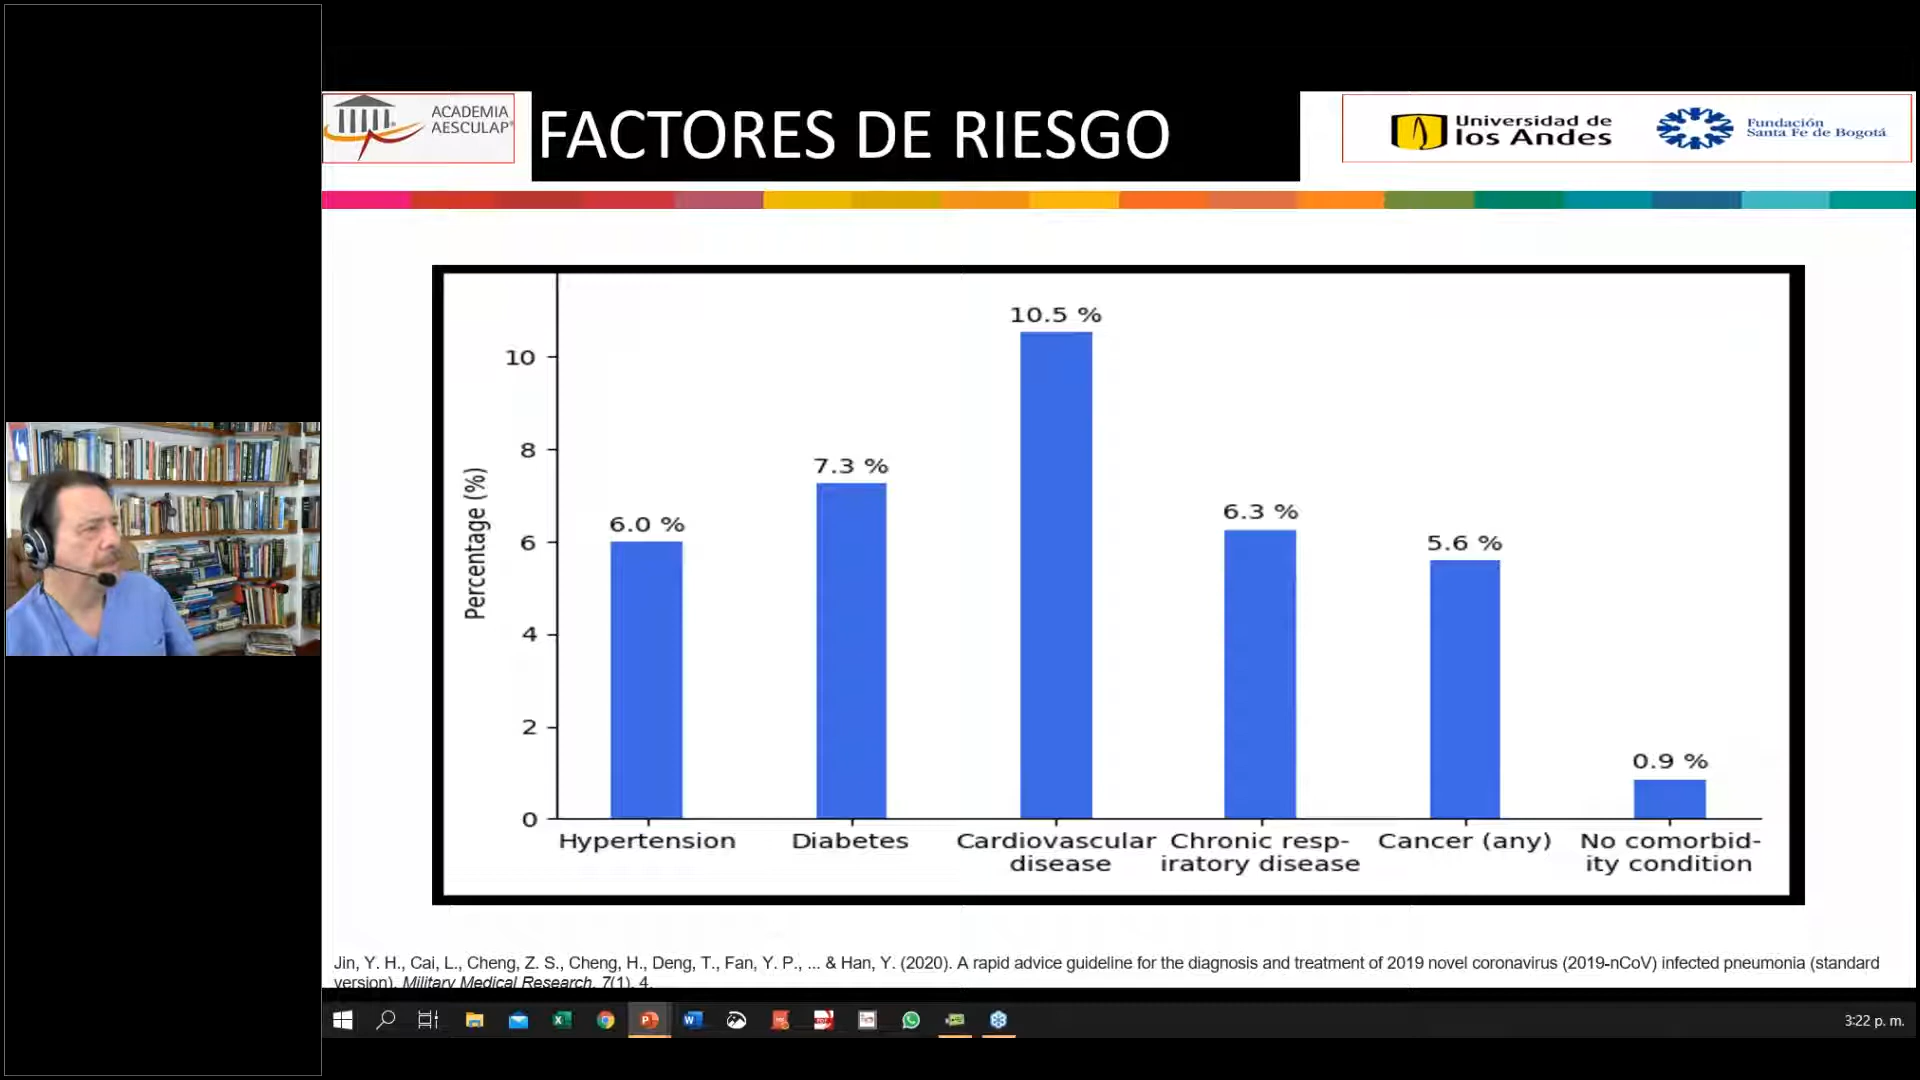 ACADEMIA
AESCULAP®
FACTORES DE RIESGO
Universidad de
los Andes
Fundación
Santa Fe de Bogotá
Percentage (%)
10
8
6
4
2
0
6.0 %
7.3 %
10.5 %
6.3 %
5.6 %
0.9 %
Hypertension
Diabetes
Cardiovascular
disease
Chronic resp-
iratory disease
Cancer (any)
No comorbid-
ity condition
Jin, Y. H., Cai, L., Cheng, Z. S., Cheng, H., Deng, T., Fan, Y. P., ... & Han, Y. (2020). A rapid advice guideline for the diagnosis and treatment of 2019 novel coronavirus (2019-nCoV) infected pneumonia (standard
version). Military Medical Research, 7(1), 4.
3:22 p. m.